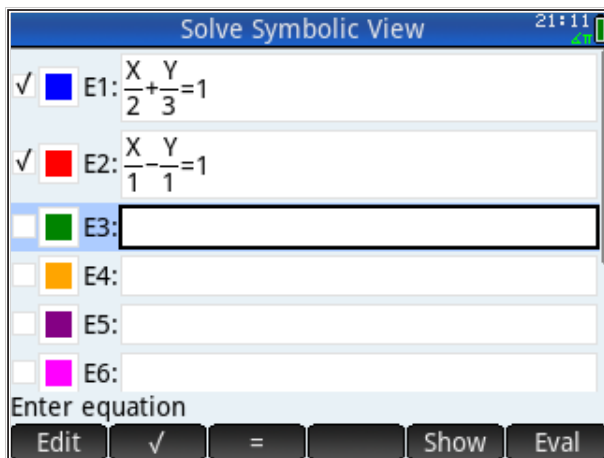 Solve Symbolic View
21:11
∡π
√ E1: X/2+Y/3=1
√ E2: X/1−Y/1=1
E3:
E4:
E5:
E6:
Enter equation
Edit √ = Show Eval